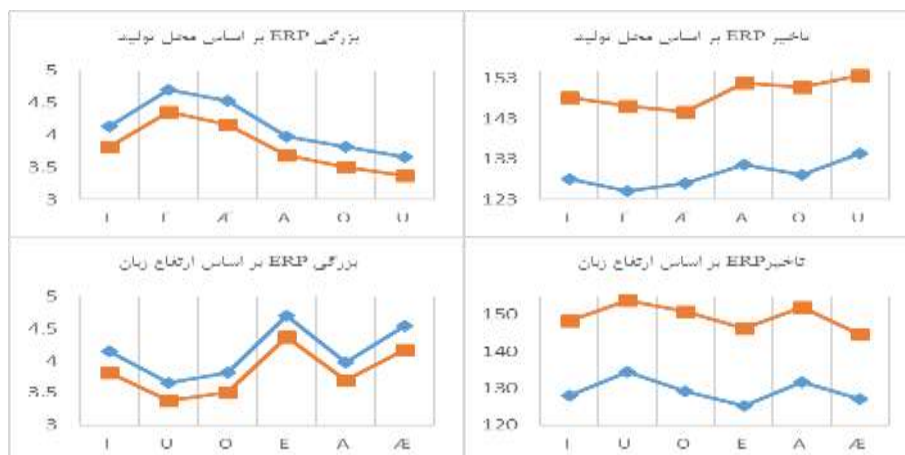 بزرگی ERP بر اساس محل تولید
5
4.5
4
3.5
3
I Γ Æ A O U
تاخیر ERP بر اساس محل تولید
153
143
133
123
I Γ Æ A O U
بزرگی ERP بر اساس ارتفاع زبان
5
4.5
4
3.5
3
I U O E A Æ
تاخیرERP بر اساس ارتفاع زبان
150
140
130
120
I U O E A Æ